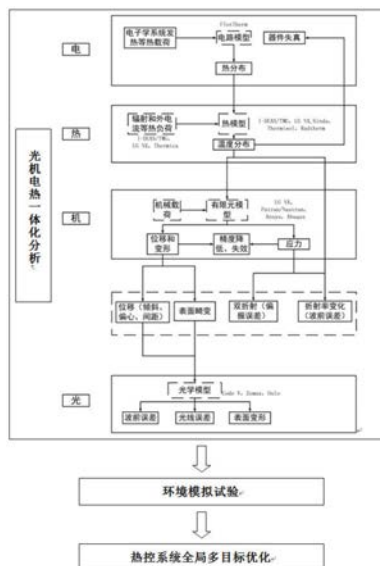 FloTherm
电
电子学系统发
热等热载荷
电路模型
器件失真
热分布
热
辐射和外电
流等热负荷
热模型
温度分布
光机电热一体化分析
机
机械载
荷
有限元模
型
位移和
变形
精度降
低、失效
应力
位移（倾斜、
偏心、间距）
表面畸变
双折射（偏
振误差）
折射率变化
（波前误差）
光
光学模型
波前误差
光线误差
表面变形
环境模拟试验
热控系统全局多目标优化